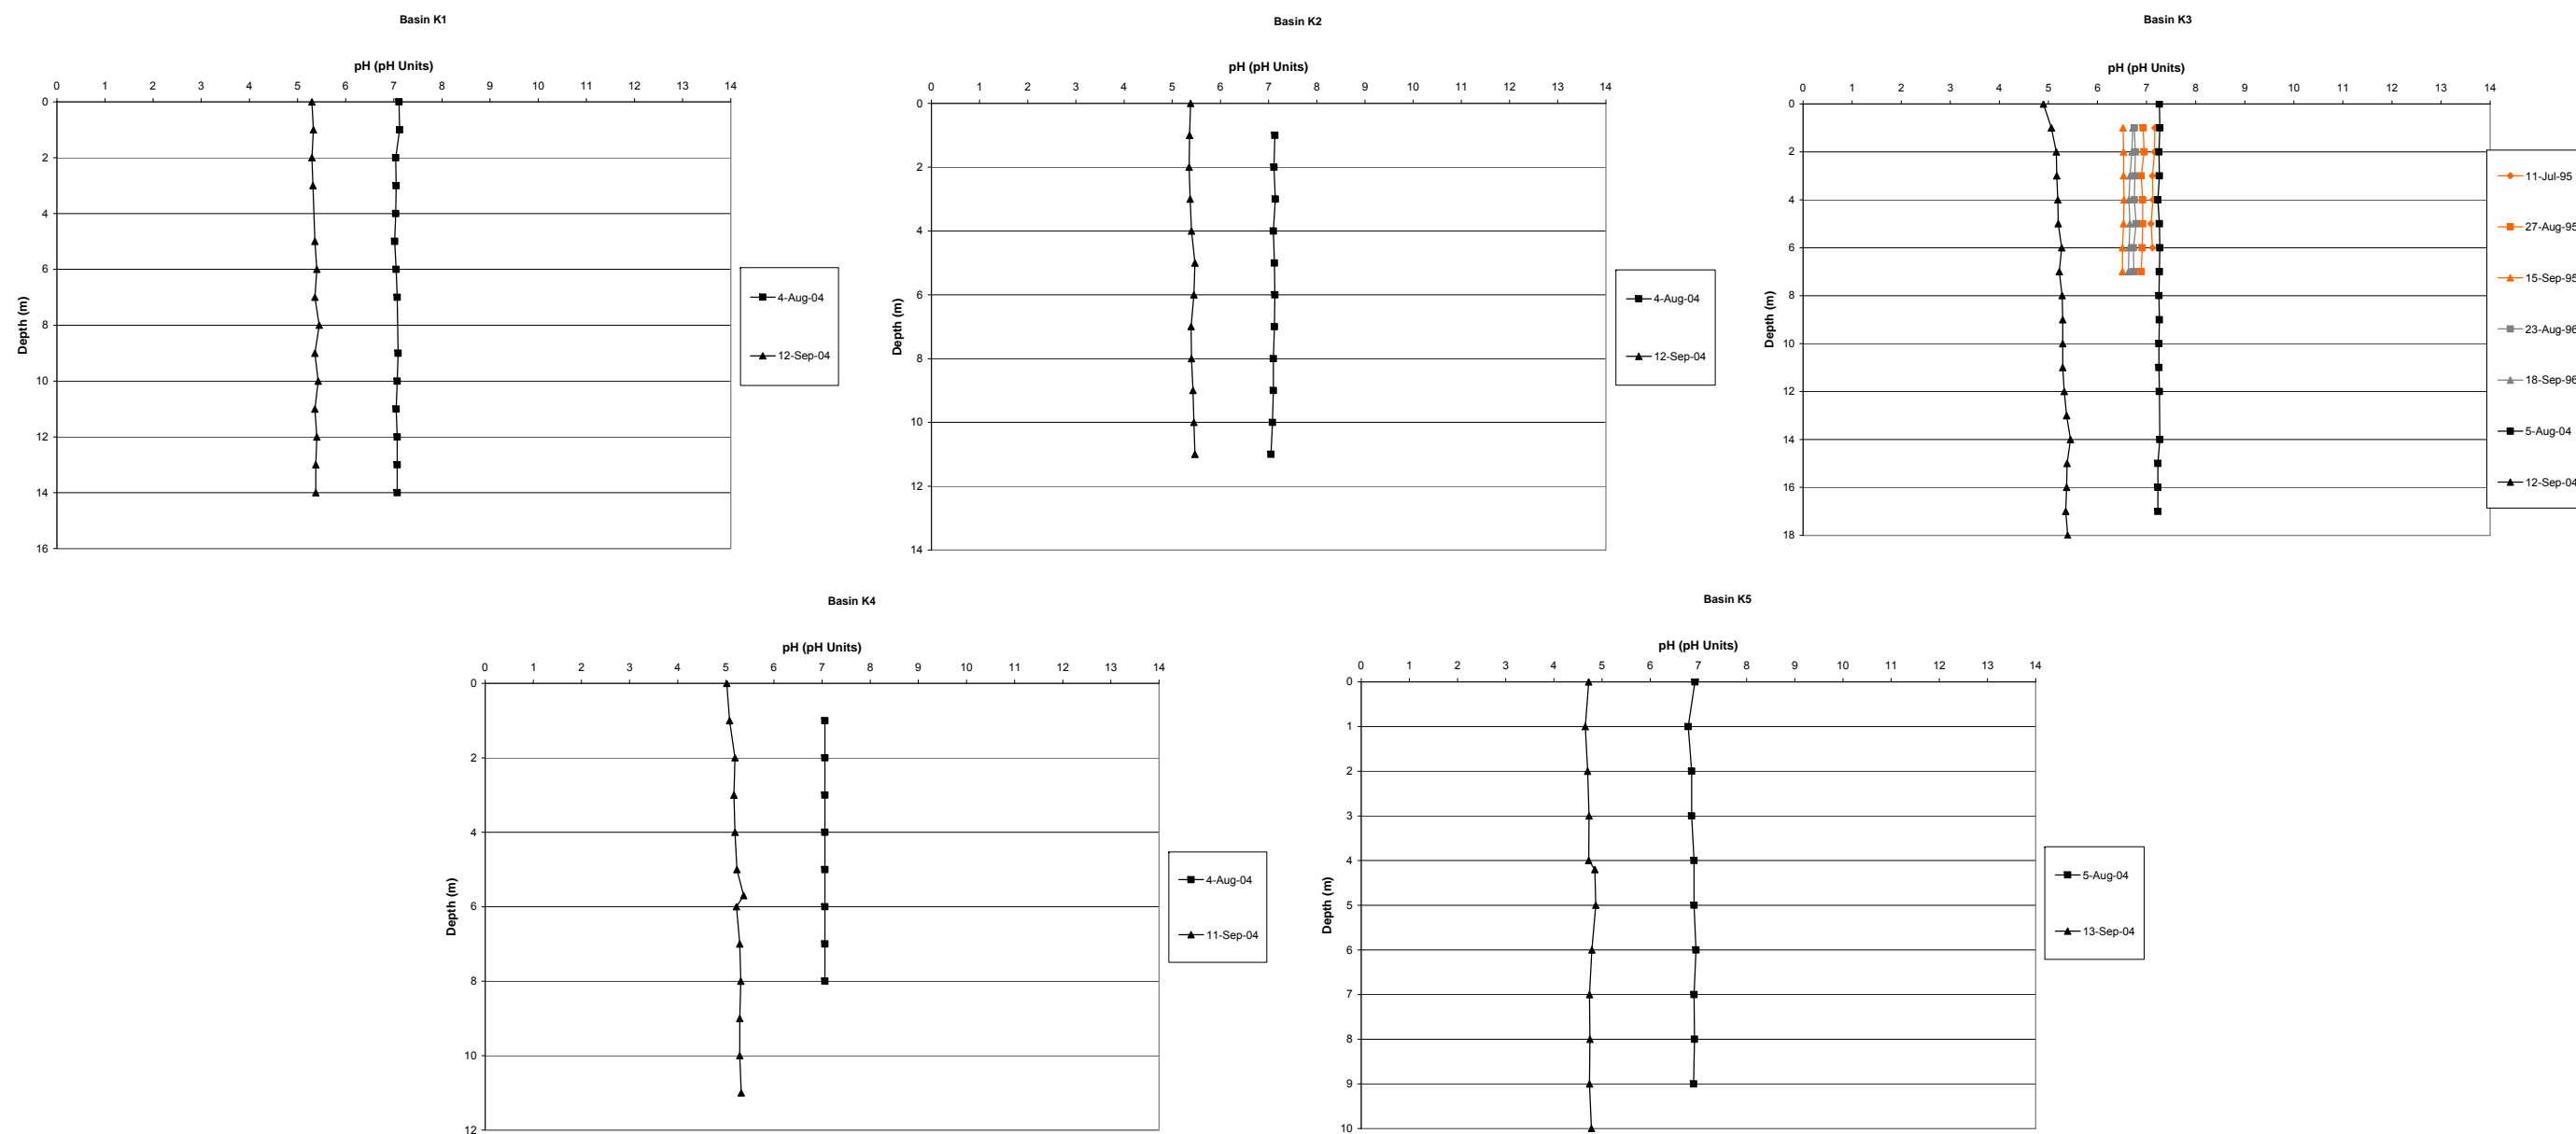 Basin K1
pH (pH Units)
0 1 2 3 4 5 6 7 8 9 10 11 12 13 14
0
2
4
6
8
10
12
14
16
Depth (m)
4-Aug-04
12-Sep-04
Basin K2
pH (pH Units)
0 1 2 3 4 5 6 7 8 9 10 11 12 13 14
0
2
4
6
8
10
12
14
Depth (m)
4-Aug-04
12-Sep-04
Basin K3
pH (pH Units)
0 1 2 3 4 5 6 7 8 9 10 11 12 13 14
0
2
4
6
8
10
12
14
16
18
Depth (m)
11-Jul-95
27-Aug-95
15-Sep-95
23-Aug-96
18-Sep-96
5-Aug-04
12-Sep-04
Basin K4
pH (pH Units)
0 1 2 3 4 5 6 7 8 9 10 11 12 13 14
0
2
4
6
8
10
12
Depth (m)
4-Aug-04
11-Sep-04
Basin K5
pH (pH Units)
0 1 2 3 4 5 6 7 8 9 10 11 12 13 14
0
1
2
3
4
5
6
7
8
9
10
Depth (m)
5-Aug-04
13-Sep-04